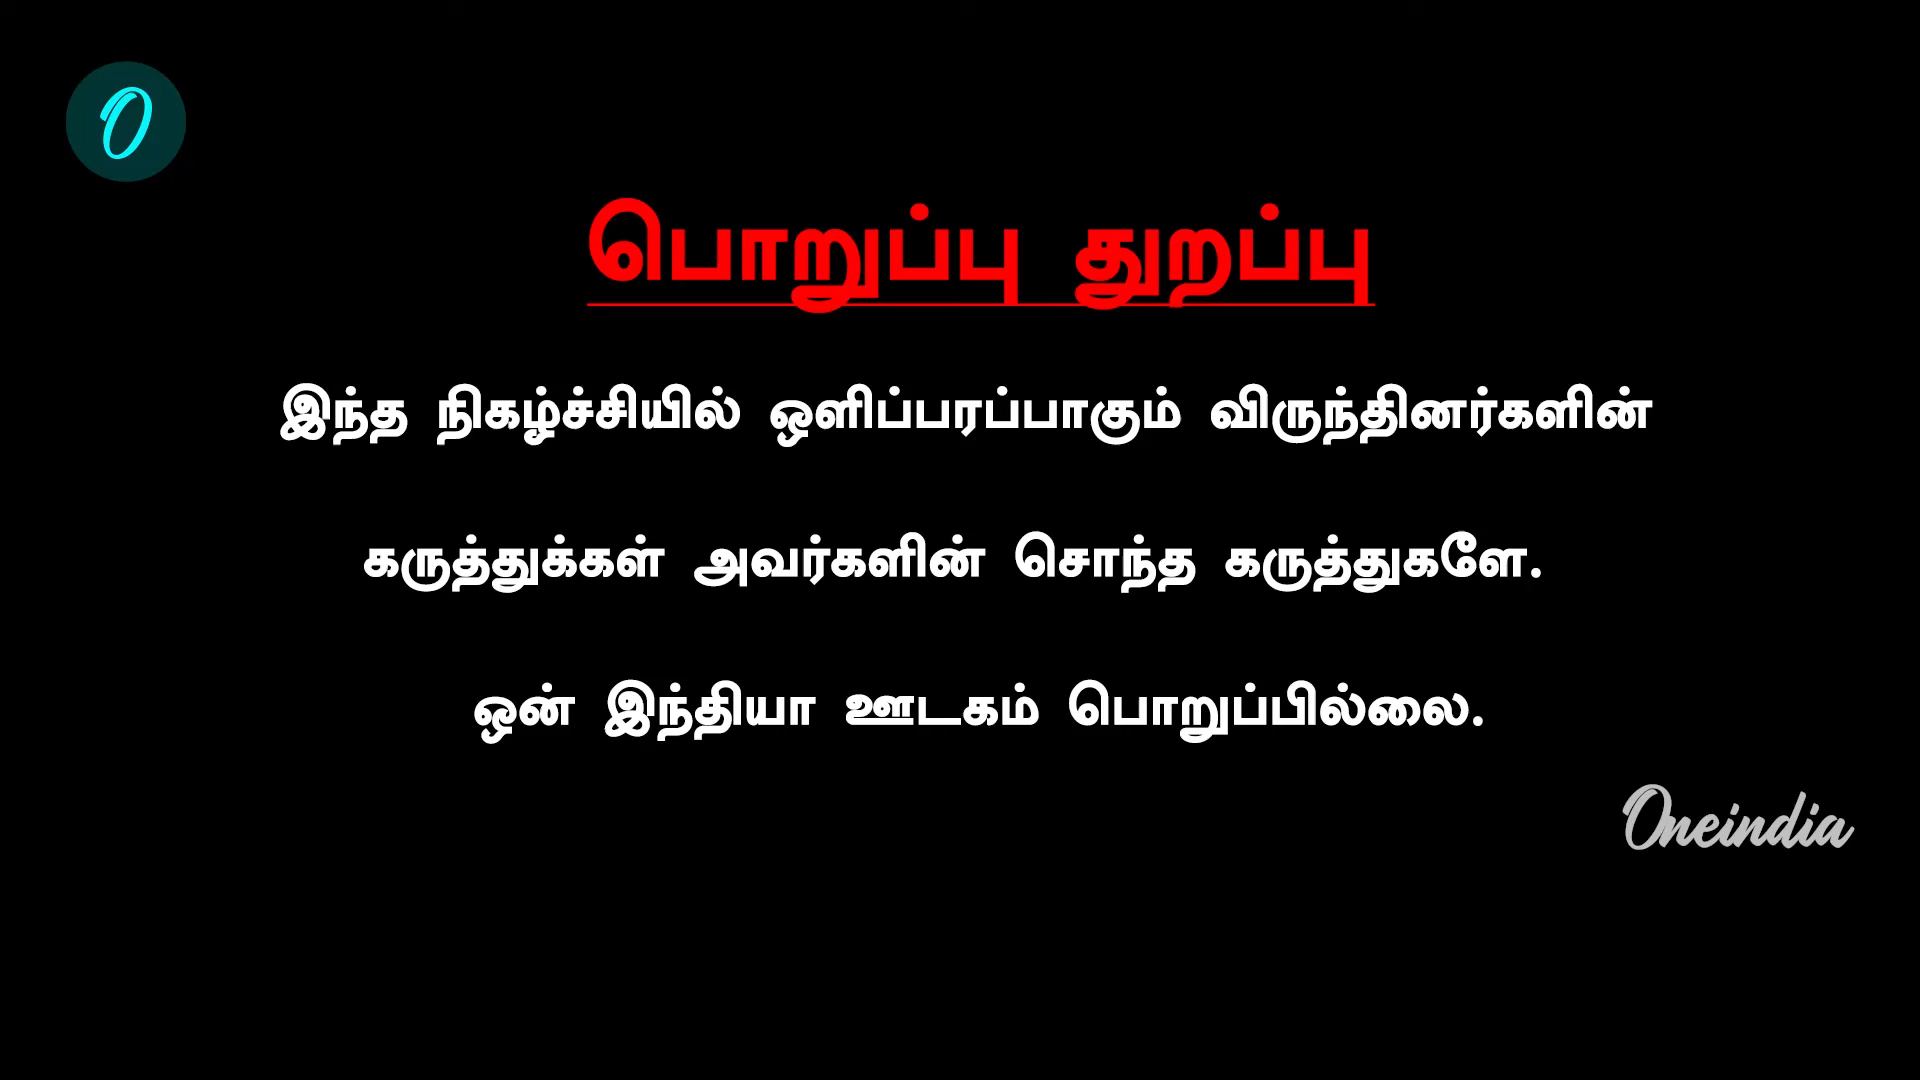 O
பொறுப்பு துறப்பு
இந்த நிகழ்ச்சியில் ஒளிப்பரப்பாகும் விருந்தினர்களின்
கருத்துக்கள் அவர்களின் சொந்த கருத்துகளே.
ஒன் இந்தியா ஊடகம் பொறுப்பில்லை.
Oneindia